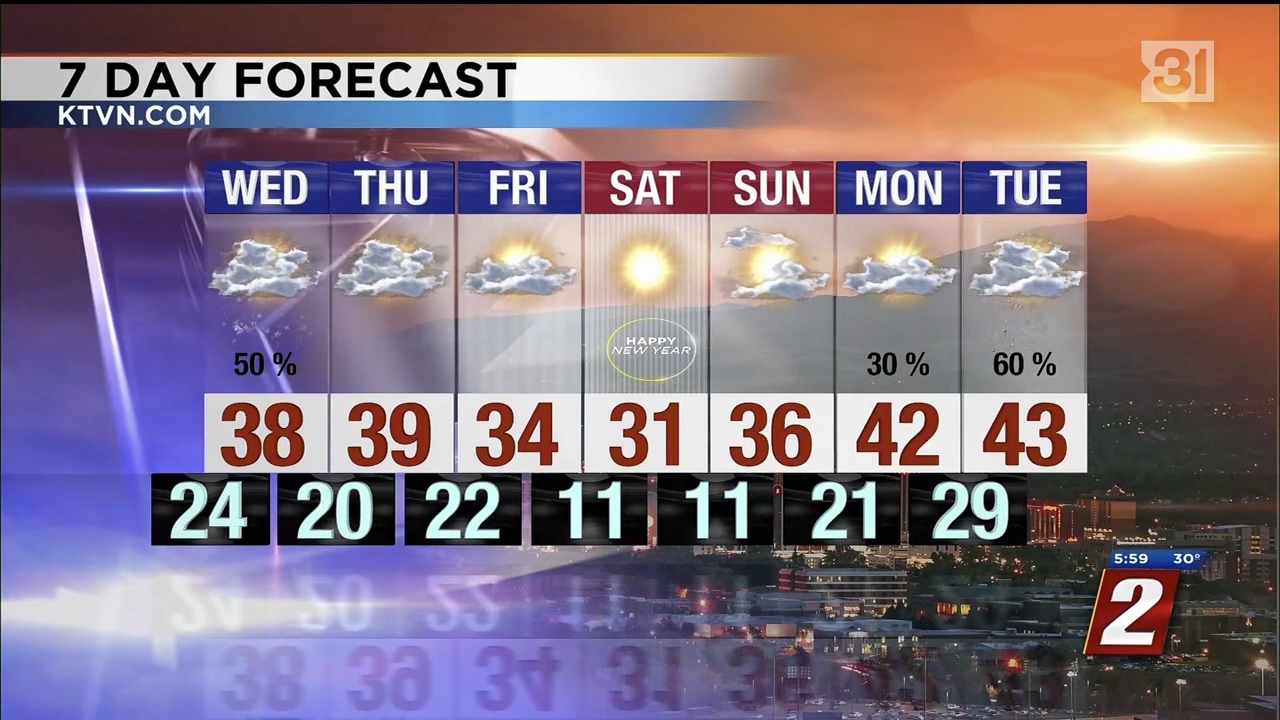 7 DAY FORECAST
KTVN.COM
31
WED THU FRI SAT SUN MON TUE
HAPPY
NEW YEAR
50 % 30 % 60 %
38 39 34 31 36 42 43
24 20 22 11 11 21 29
5:59 30°
2